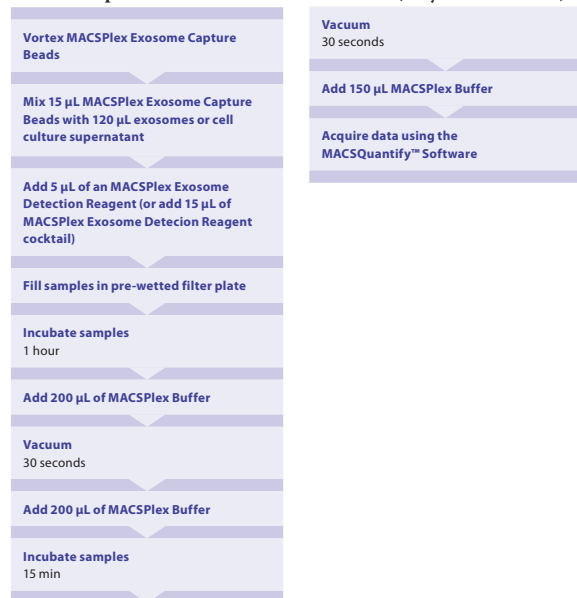 Vortex MACSPlex Exosome Capture
Beads
Mix 15 µL MACSPlex Exosome Capture
Beads with 120 µL exosomes or cell
culture supernatant
Add 5 µL of an MACSPlex Exosome
Detection Reagent (or add 15 µL of
MACSPlex Exosome Detecion Reagent
cocktail)
Fill samples in pre-wetted filter plate
Incubate samples
1 hour
Add 200 µL of MACSPlex Buffer
Vacuum
30 seconds
Add 200 µL of MACSPlex Buffer
Incubate samples
15 min
Vacuum
30 seconds
Add 150 µL MACSPlex Buffer
Acquire data using the
MACSQuantify™ Software